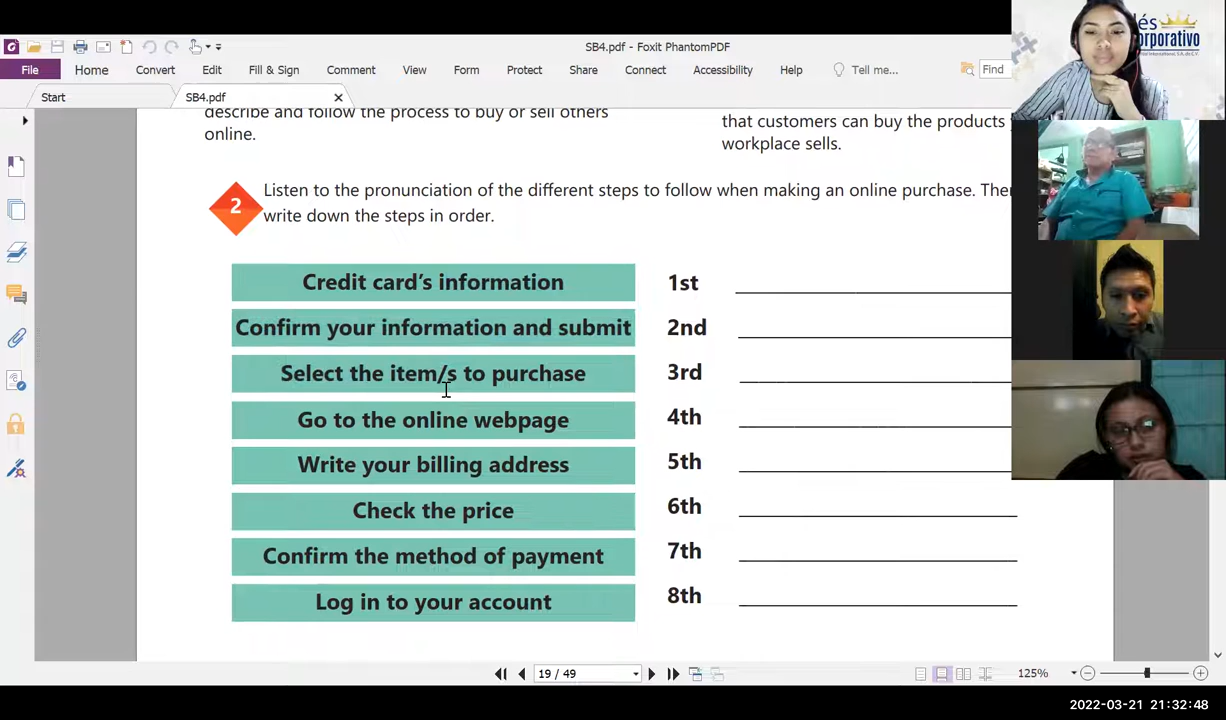 SB4.pdf - Foxit PhantomPDF
File Home Convert Edit Fill & Sign Comment View Form Protect Share Connect Accessibility Help Tell me... Find
Start SB4.pdf
describe and follow the process to buy or sell others
online.
that customers can buy the products
workplace sells.
2
Listen to the pronunciation of the different steps to follow when making an online purchase.
write down the steps in order.
Credit card's information
Confirm your information and submit
Select the item/s to purchase
Go to the online webpage
Write your billing address
Check the price
Confirm the method of payment
Log in to your account
1st
2nd
3rd
4th
5th
6th
7th
8th
19 / 49
125%
2022-03-21 21:32:48